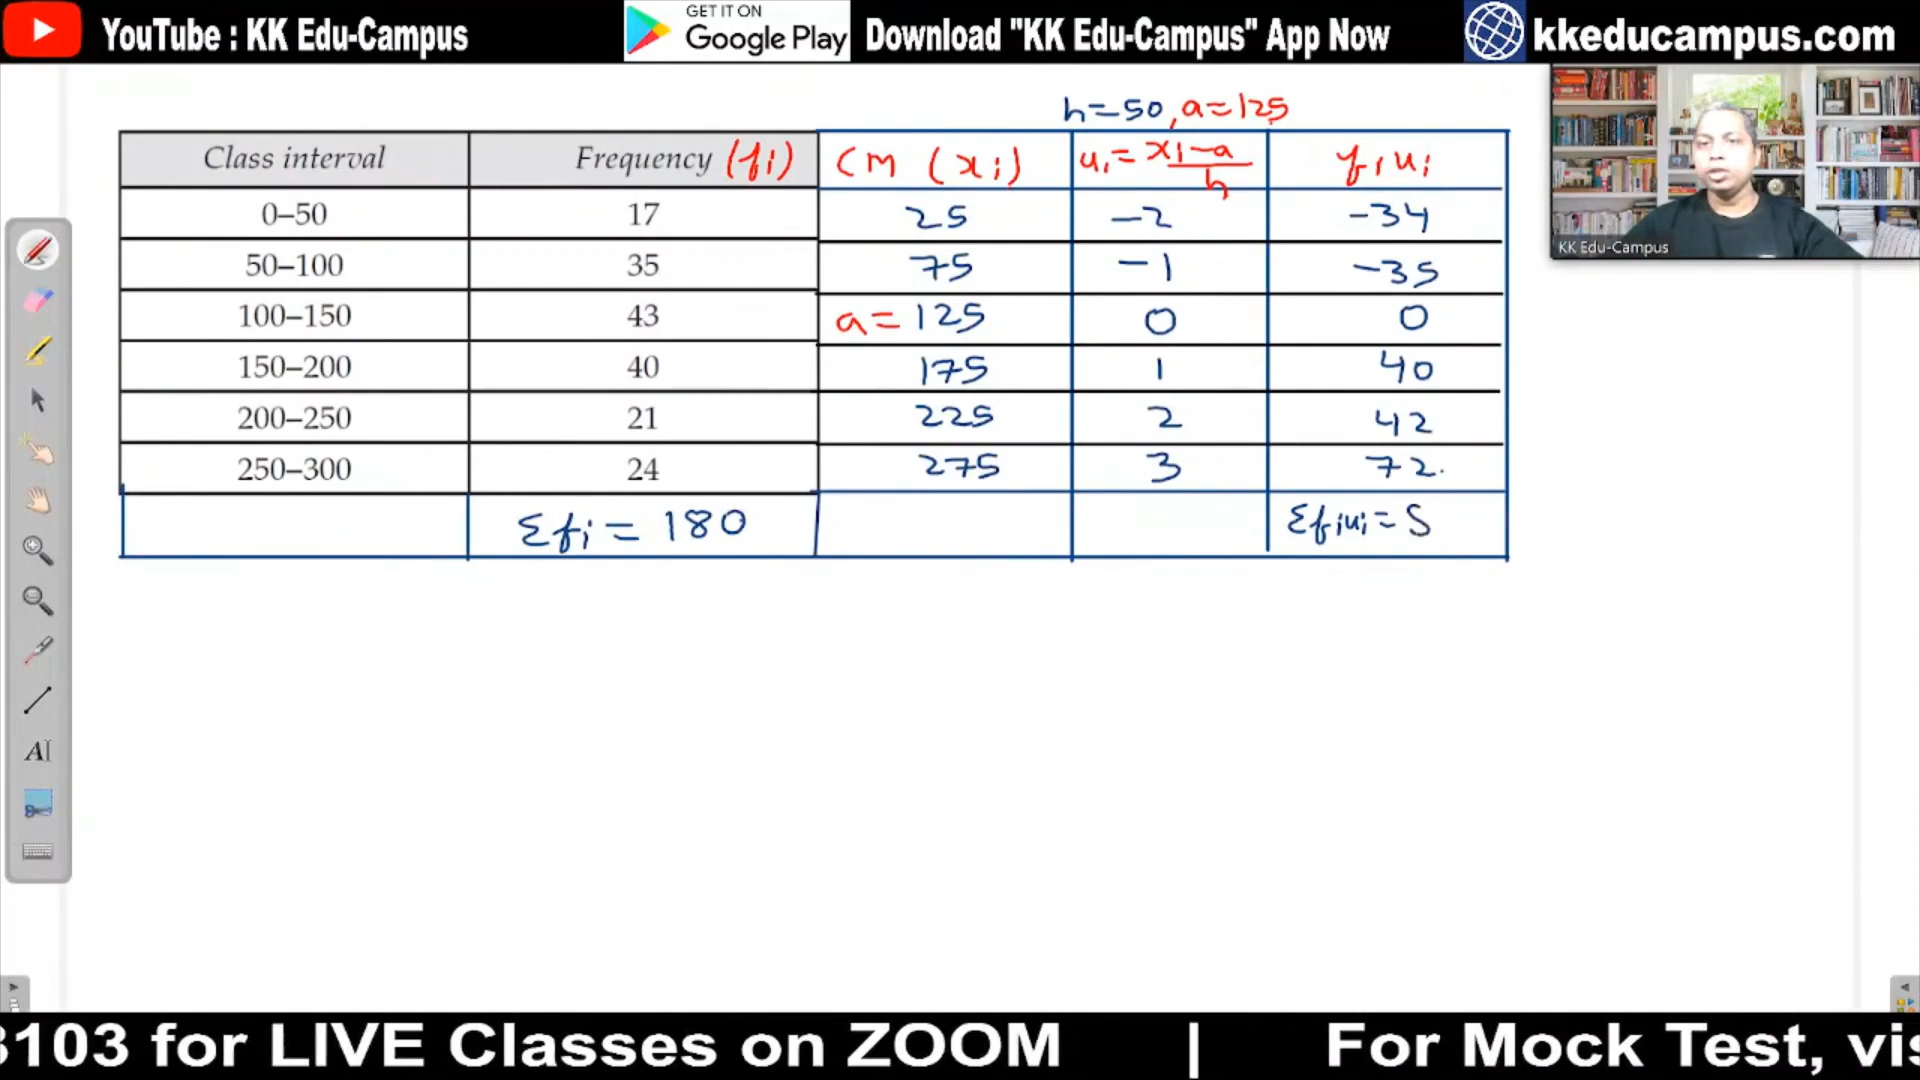 YouTube : KK Edu-Campus
GET IT ON
Google Play
Download "KK Edu-Campus" App Now
kkeducampus.com
h=50, a=125
Class interval Frequency (fi) CM (xi) ui = xi-a/h fiui
0–50 17 25 -2 -34
50–100 35 75 -1 -35
100–150 43 a= 125 0 0
150–200 40 175 1 40
200–250 21 225 2 42
250–300 24 275 3 72.
Σfi = 180 Σfiui = S
KK Edu-Campus
AI
3103 for LIVE Classes on ZOOM | For Mock Test, vis